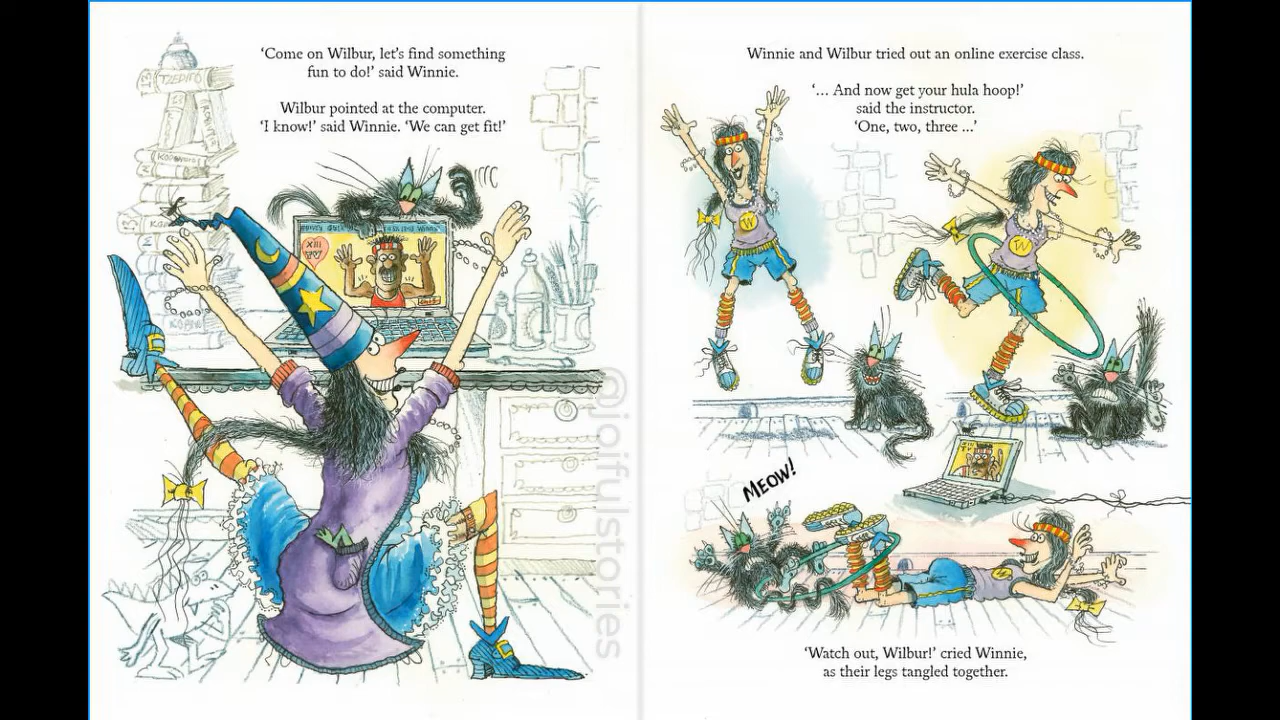 ‘Come on Wilbur, let’s find something
fun to do!’ said Winnie.
Wilbur pointed at the computer.
‘I know!’ said Winnie. ‘We can get fit!’
XIII
@joifulstories
Winnie and Wilbur tried out an online exercise class.
‘... And now get your hula hoop!’
said the instructor.
‘One, two, three ...’
W
W
MEOW!
‘Watch out, Wilbur!’ cried Winnie,
as their legs tangled together.